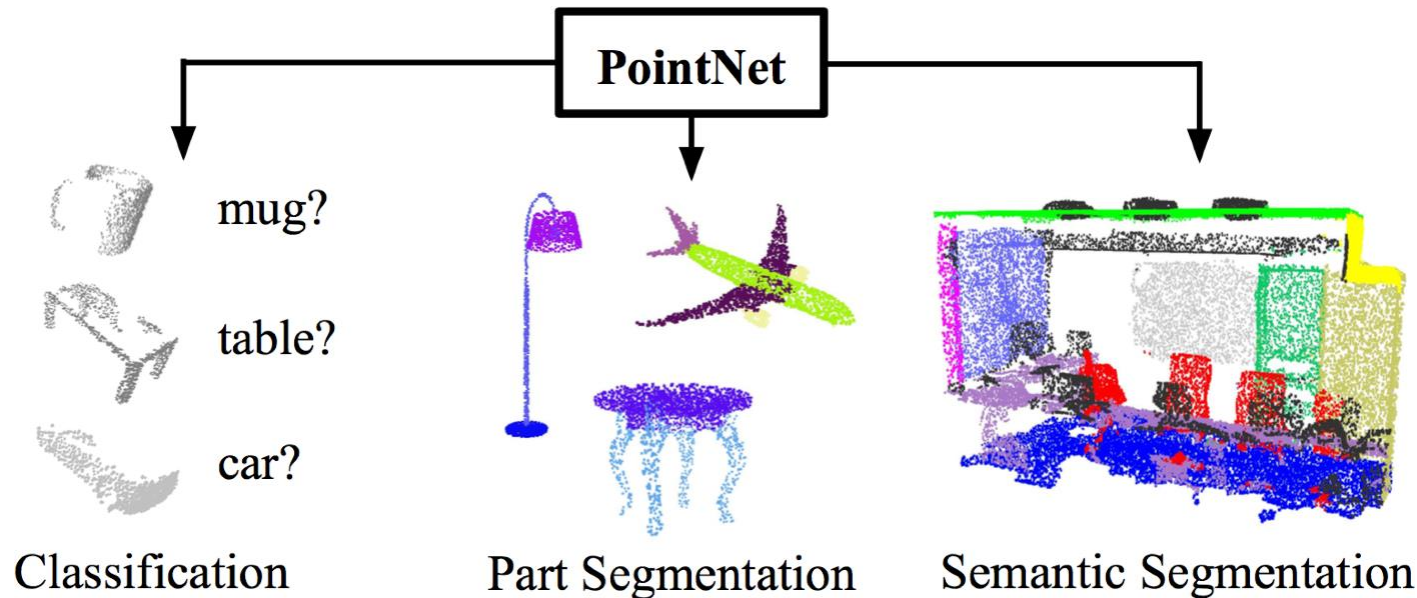 PointNet
mug?
table?
car?
Classification
Part Segmentation
Semantic Segmentation